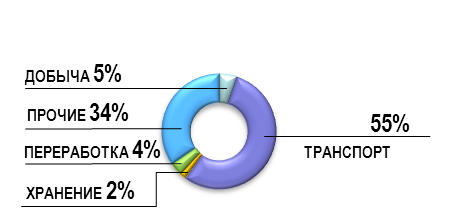 ДОБЫЧА 5%
ПРОЧИЕ 34%
55%
ПЕРЕРАБОТКА 4%
ТРАНСПОРТ
ХРАНЕНИЕ 2%